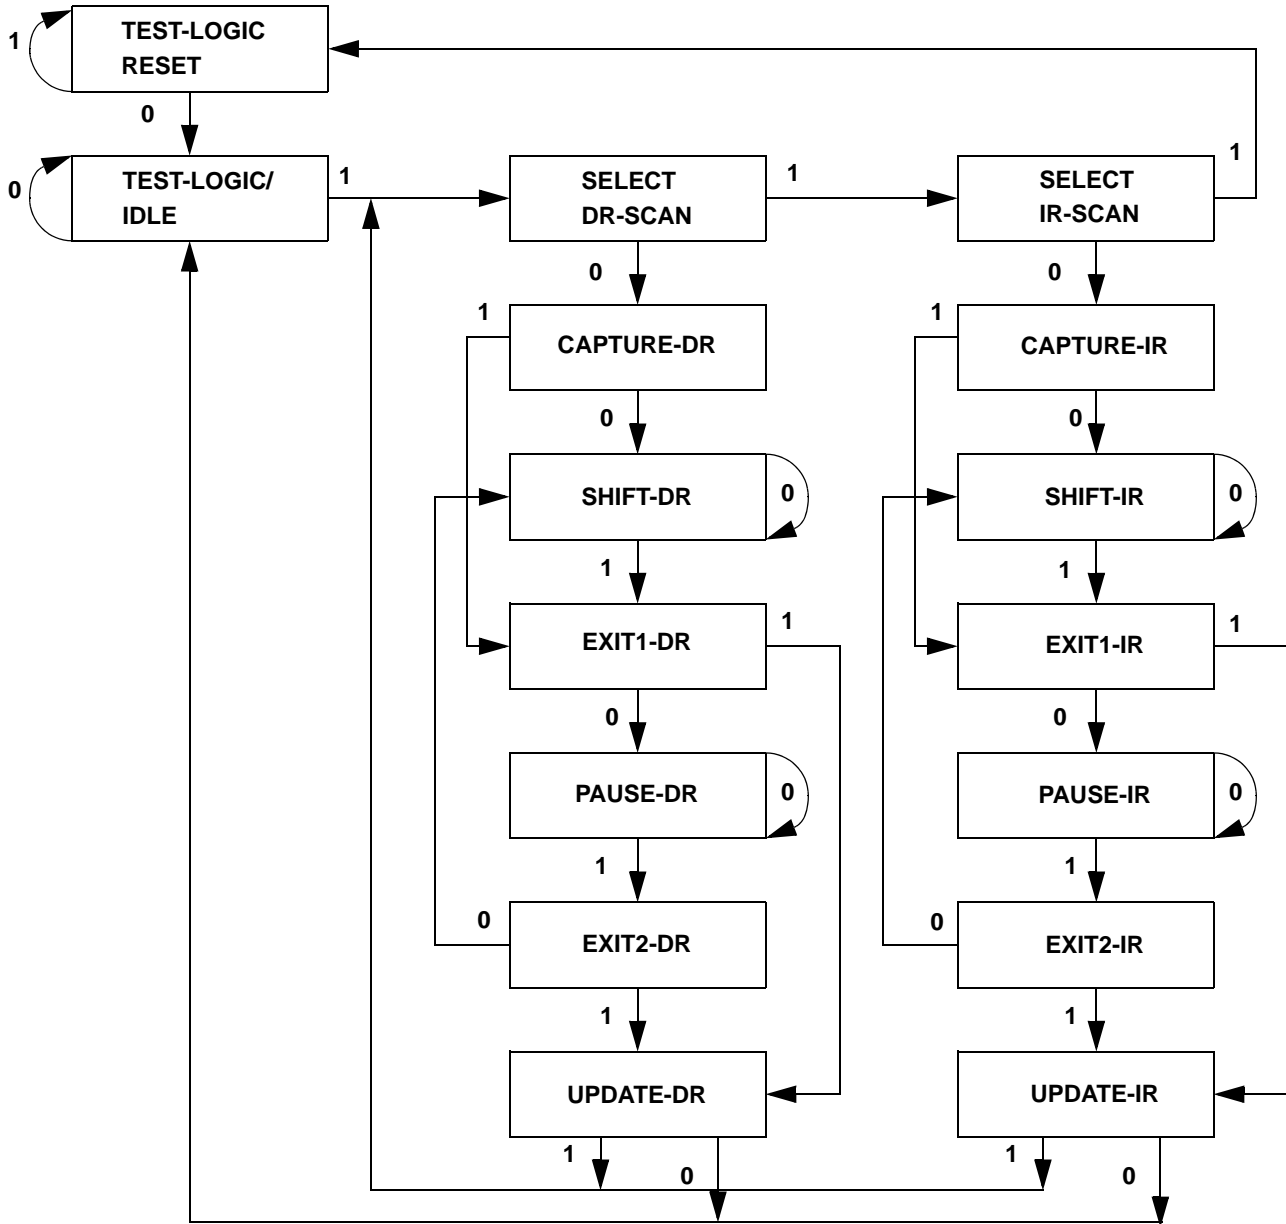 1
TEST-LOGIC
RESET
0
0
TEST-LOGIC/
IDLE
1
SELECT
DR-SCAN
1
SELECT
IR-SCAN
1
0
0
1
CAPTURE-DR
1
CAPTURE-IR
0
0
SHIFT-DR
0
SHIFT-IR
0
1
1
EXIT1-DR
1
EXIT1-IR
1
0
0
PAUSE-DR
0
PAUSE-IR
0
1
1
0
EXIT2-DR
0
EXIT2-IR
1
1
UPDATE-DR
UPDATE-IR
1
0
1
0